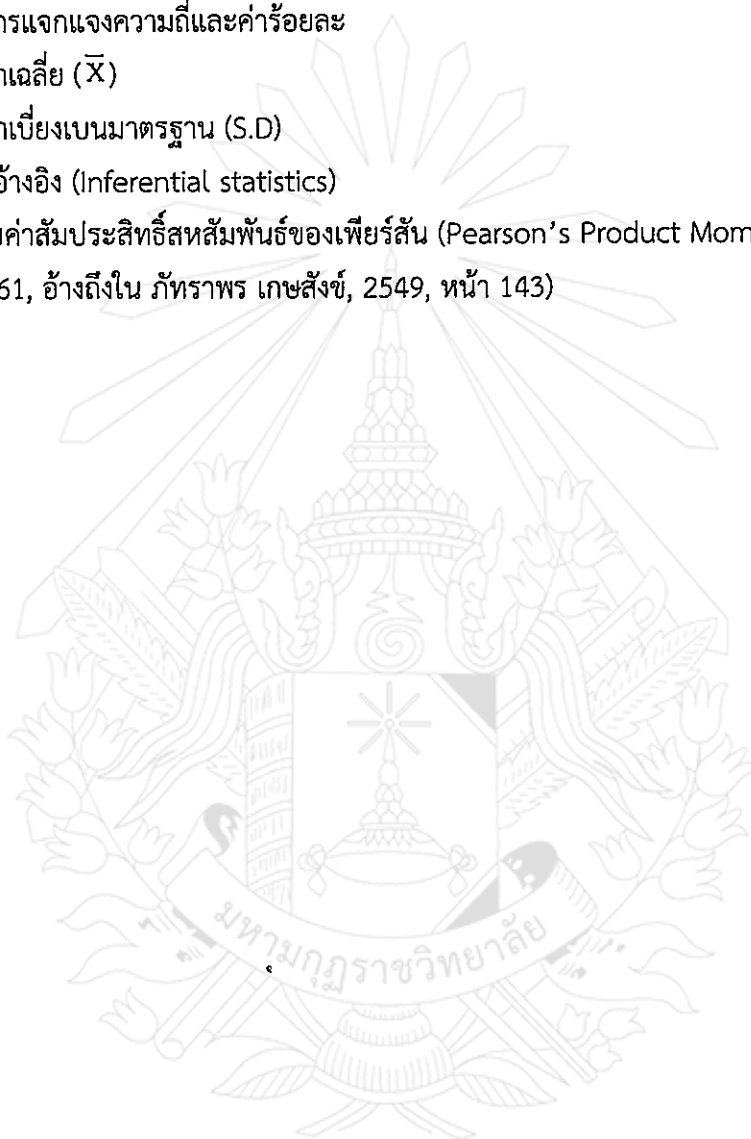 ารแจกแจงความถี่และค่าร้อยละ
าเฉลี่ย (X̄)
าเบี่ยงเบนมาตรฐาน (S.D)
อ้างอิง (Inferential statistics)
ค่าสัมประสิทธิ์สหสัมพันธ์ของเพียร์สัน (Pearson's Product Mom
61, อ้างถึงใน ภัทราพร เกษสังข์, 2549, หน้า 143)
มหามกุฏราชวิทยาลัย